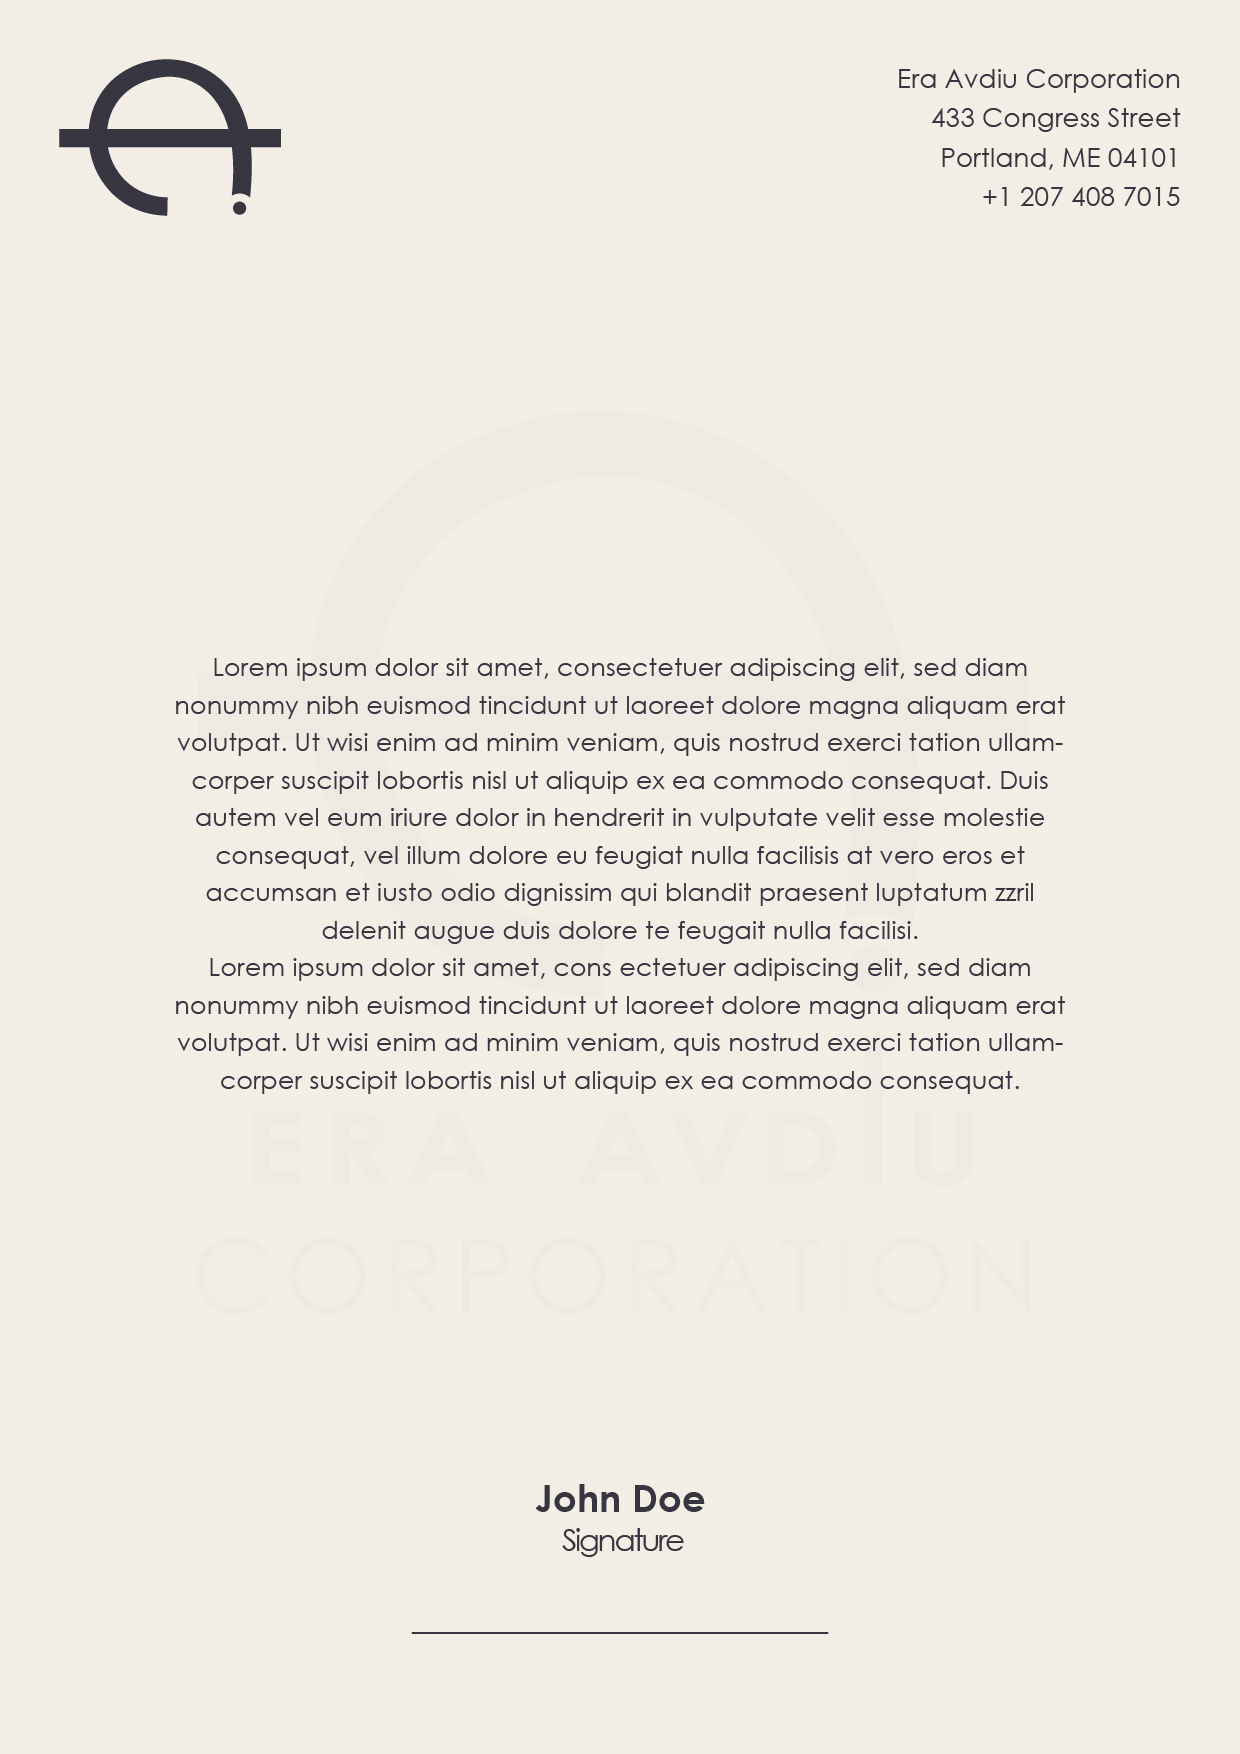 Era Avdiu Corporation
433 Congress Street
Portland, ME 04101
+1 207 408 7015
Lorem ipsum dolor sit amet, consectetuer adipiscing elit, sed diam
nonummy nibh euismod tincidunt ut laoreet dolore magna aliquam erat
volutpat. Ut wisi enim ad minim veniam, quis nostrud exerci tation ullam-
corper suscipit lobortis nisl ut aliquip ex ea commodo consequat. Duis
autem vel eum iriure dolor in hendrerit in vulputate velit esse molestie
consequat, vel illum dolore eu feugiat nulla facilisis at vero eros et
accumsan et iusto odio dignissim qui blandit praesent luptatum zzril
delenit augue duis dolore te feugait nulla facilisi.
Lorem ipsum dolor sit amet, cons ectetuer adipiscing elit, sed diam
nonummy nibh euismod tincidunt ut laoreet dolore magna aliquam erat
volutpat. Ut wisi enim ad minim veniam, quis nostrud exerci tation ullam-
corper suscipit lobortis nisl ut aliquip ex ea commodo consequat.
ERA AVDIU
CORPORATION
John Doe
Signature